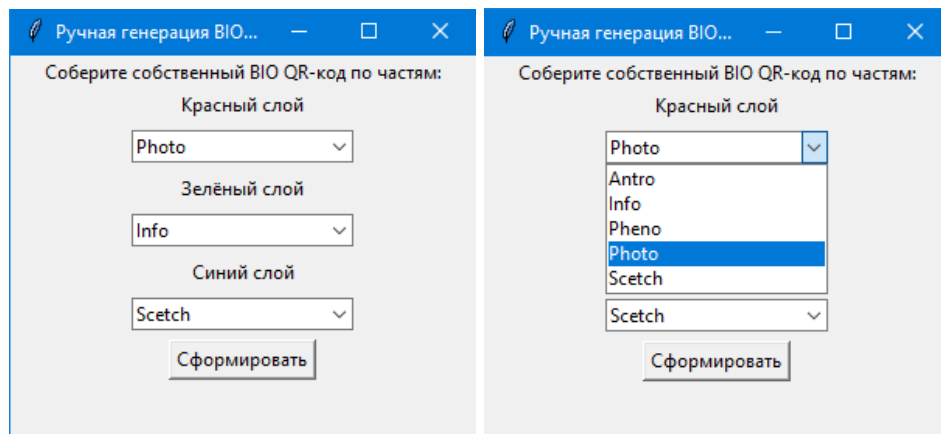 Ручная генерация BIO...
Соберите собственный BIO QR-код по частям:
Красный слой
Photo
Зелёный слой
Info
Синий слой
Scetch
Сформировать
Ручная генерация BIO...
Соберите собственный BIO QR-код по частям:
Красный слой
Photo
Antro
Info
Pheno
Photo
Scetch
Scetch
Сформировать